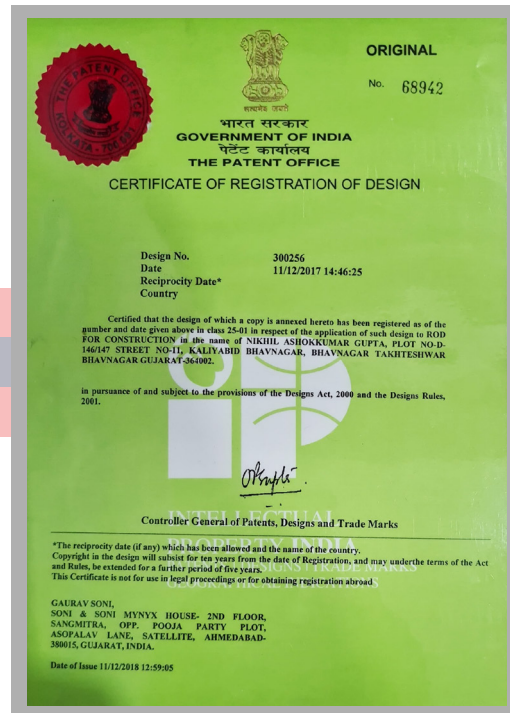 ORIGINAL
No. 68942
THE PATENT OFFICE
KOLKATA - 700
सत्यमेव जयते
भारत सरकार
GOVERNMENT OF INDIA
पेटेंट कार्यालय
THE PATENT OFFICE
CERTIFICATE OF REGISTRATION OF DESIGN
Design No. 300256
Date 11/12/2017 14:46:25
Reciprocity Date*
Country
Certified that the design of which a copy is annexed hereto has been registered as of the
number and date given above in class 25-01 in respect of the application of such design to ROD
FOR CONSTRUCTION in the name of NIKHIL ASHOKKUMAR GUPTA, PLOT NO-D-
146/147 STREET NO-11, KALIYABID BHAVNAGAR, BHAVNAGAR TAKHTESHWAR
BHAVNAGAR GUJARAT-364002.
in pursuance of and subject to the provisions of the Designs Act, 2000 and the Designs Rules,
2001.
INTELLECTUAL
Controller General of Patents, Designs and Trade Marks
PROPERTY INDIA
*The reciprocity date (if any) which has been allowed and the name of the country.
Copyright in the design will subsist for ten years from the date of Registration, and may underthe terms of the Act
and Rules, be extended for a further period of five years.
This Certificate is not for use in legal proceedings or for obtaining registration abroad.
GAURAV SONI,
SONI & SONI MYNYX HOUSE- 2ND FLOOR,
SANGMITRA, OPP. POOJA PARTY PLOT,
ASOPALAV LANE, SATELLITE, AHMEDABAD-
380015, GUJARAT, INDIA.
Date of Issue 11/12/2018 12:59:05